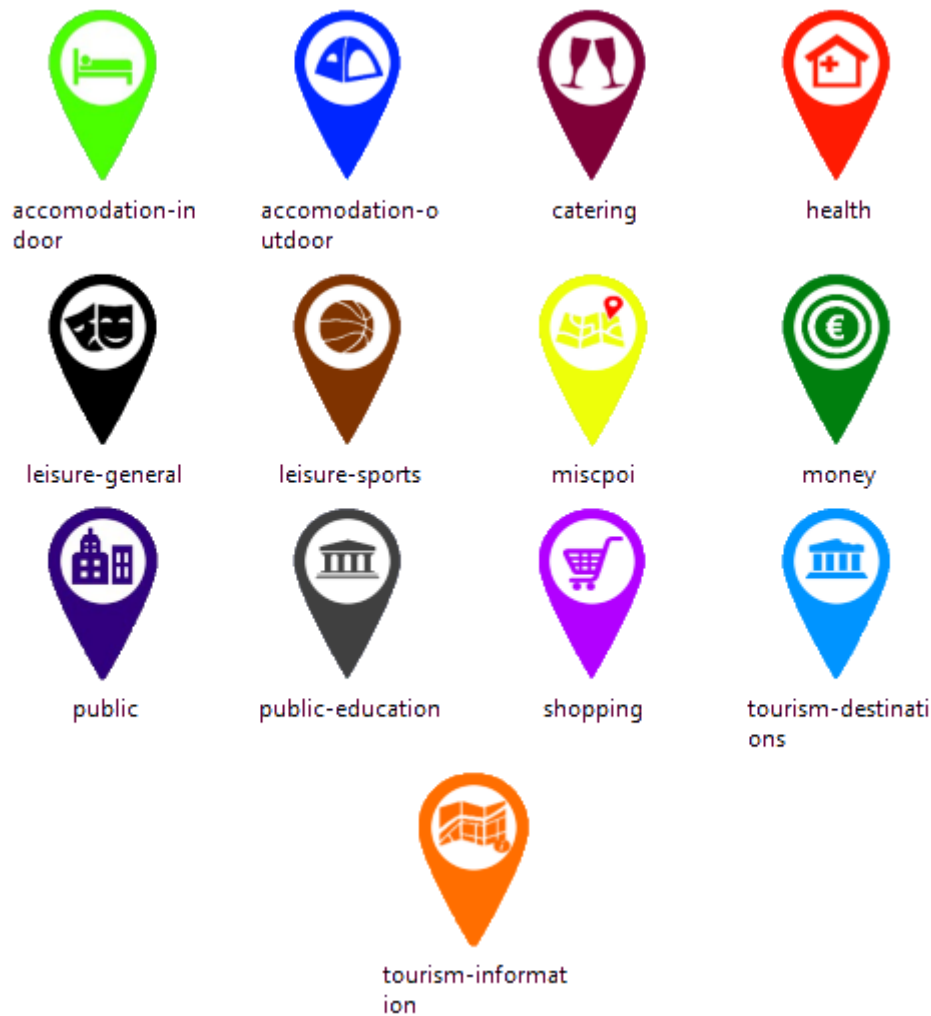 accomodation-in
door
accomodation-o
utdoor
catering
health
leisure-general
leisure-sports
miscpoi
money
€
public
public-education
shopping
tourism-destinati
ons
tourism-informat
ion